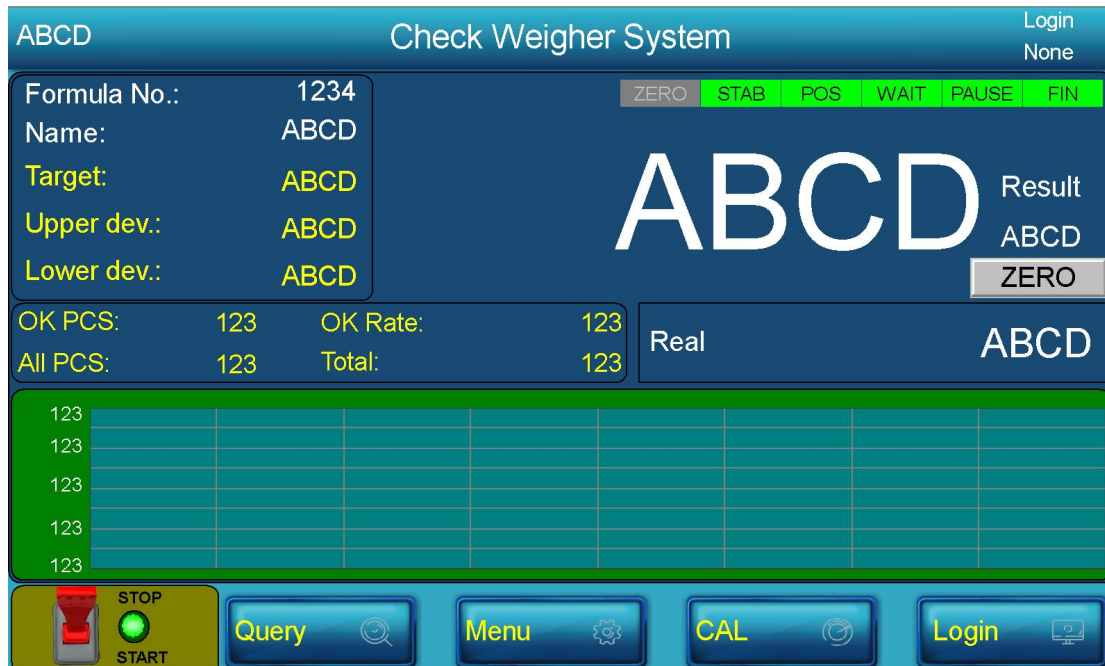 ABCD Check Weigher System Login
None
Formula No.: 1234
Name: ABCD
Target: ABCD
Upper dev.: ABCD
Lower dev.: ABCD
ZERO STAB POS WAIT PAUSE FIN
ABCD
Result
ABCD
ZERO
OK PCS: 123 OK Rate: 123
All PCS: 123 Total: 123
Real ABCD
123
123
123
123
123
STOP
START
Query Menu CAL Login